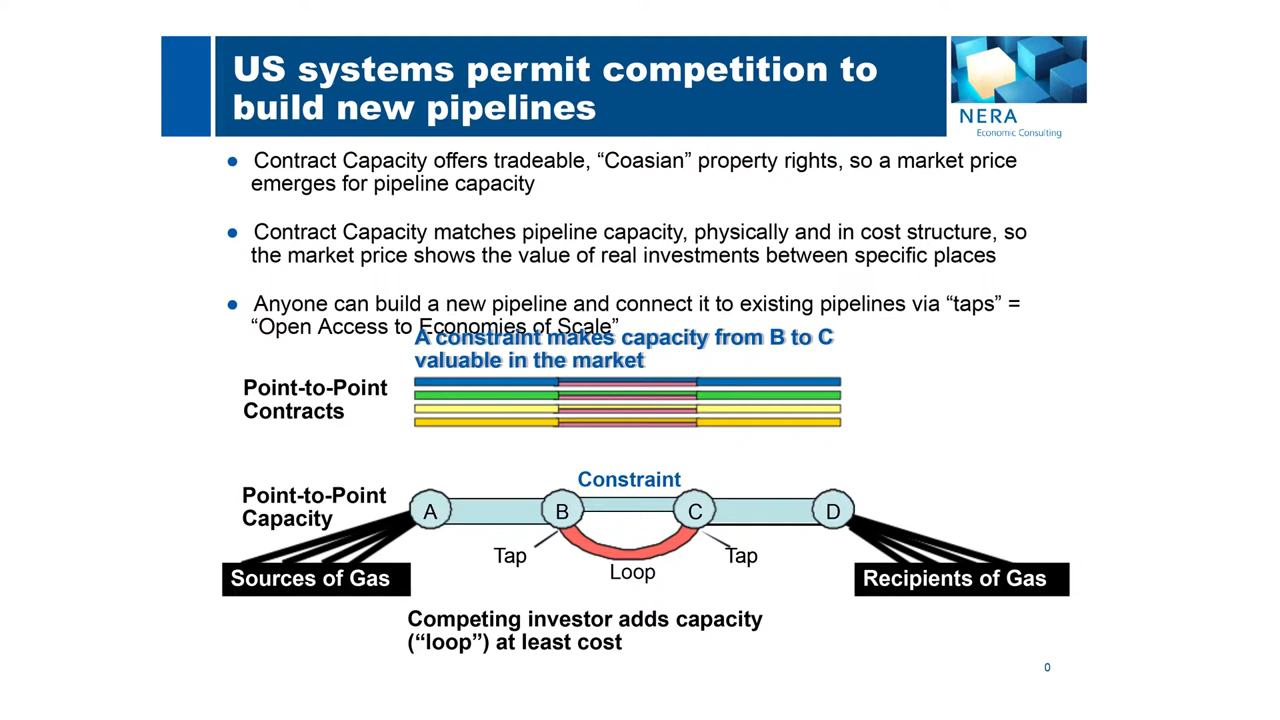 US systems permit competition to
build new pipelines
NERA
Economic Consulting
● Contract Capacity offers tradeable, “Coasian” property rights, so a market price
emerges for pipeline capacity
● Contract Capacity matches pipeline capacity, physically and in cost structure, so
the market price shows the value of real investments between specific places
● Anyone can build a new pipeline and connect it to existing pipelines via “taps” =
“Open Access to Economies of Scale”
A constraint makes capacity from B to C
valuable in the market
Point-to-Point
Contracts
Constraint
Point-to-Point
Capacity
A B C D
Tap Tap
Loop
Sources of Gas Recipients of Gas
Competing investor adds capacity
(“loop”) at least cost
0